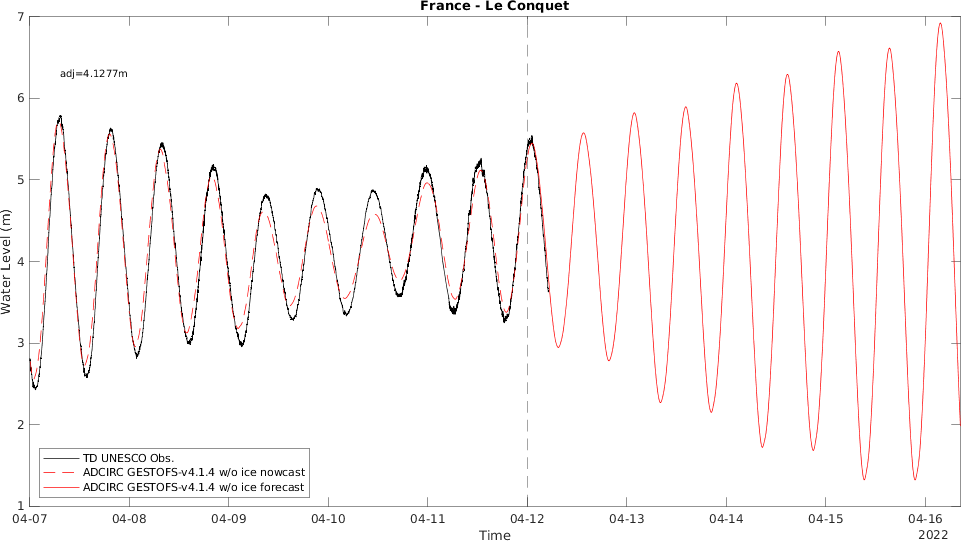 France - Le Conquet
7
6
5
4
3
2
1
Water Level (m)
adj=4.1277m
TD UNESCO Obs.
ADCIRC GESTOFS-v4.1.4 w/o ice nowcast
ADCIRC GESTOFS-v4.1.4 w/o ice forecast
04-07 04-08 04-09 04-10 04-11 04-12 04-13 04-14 04-15 04-16
2022
Time